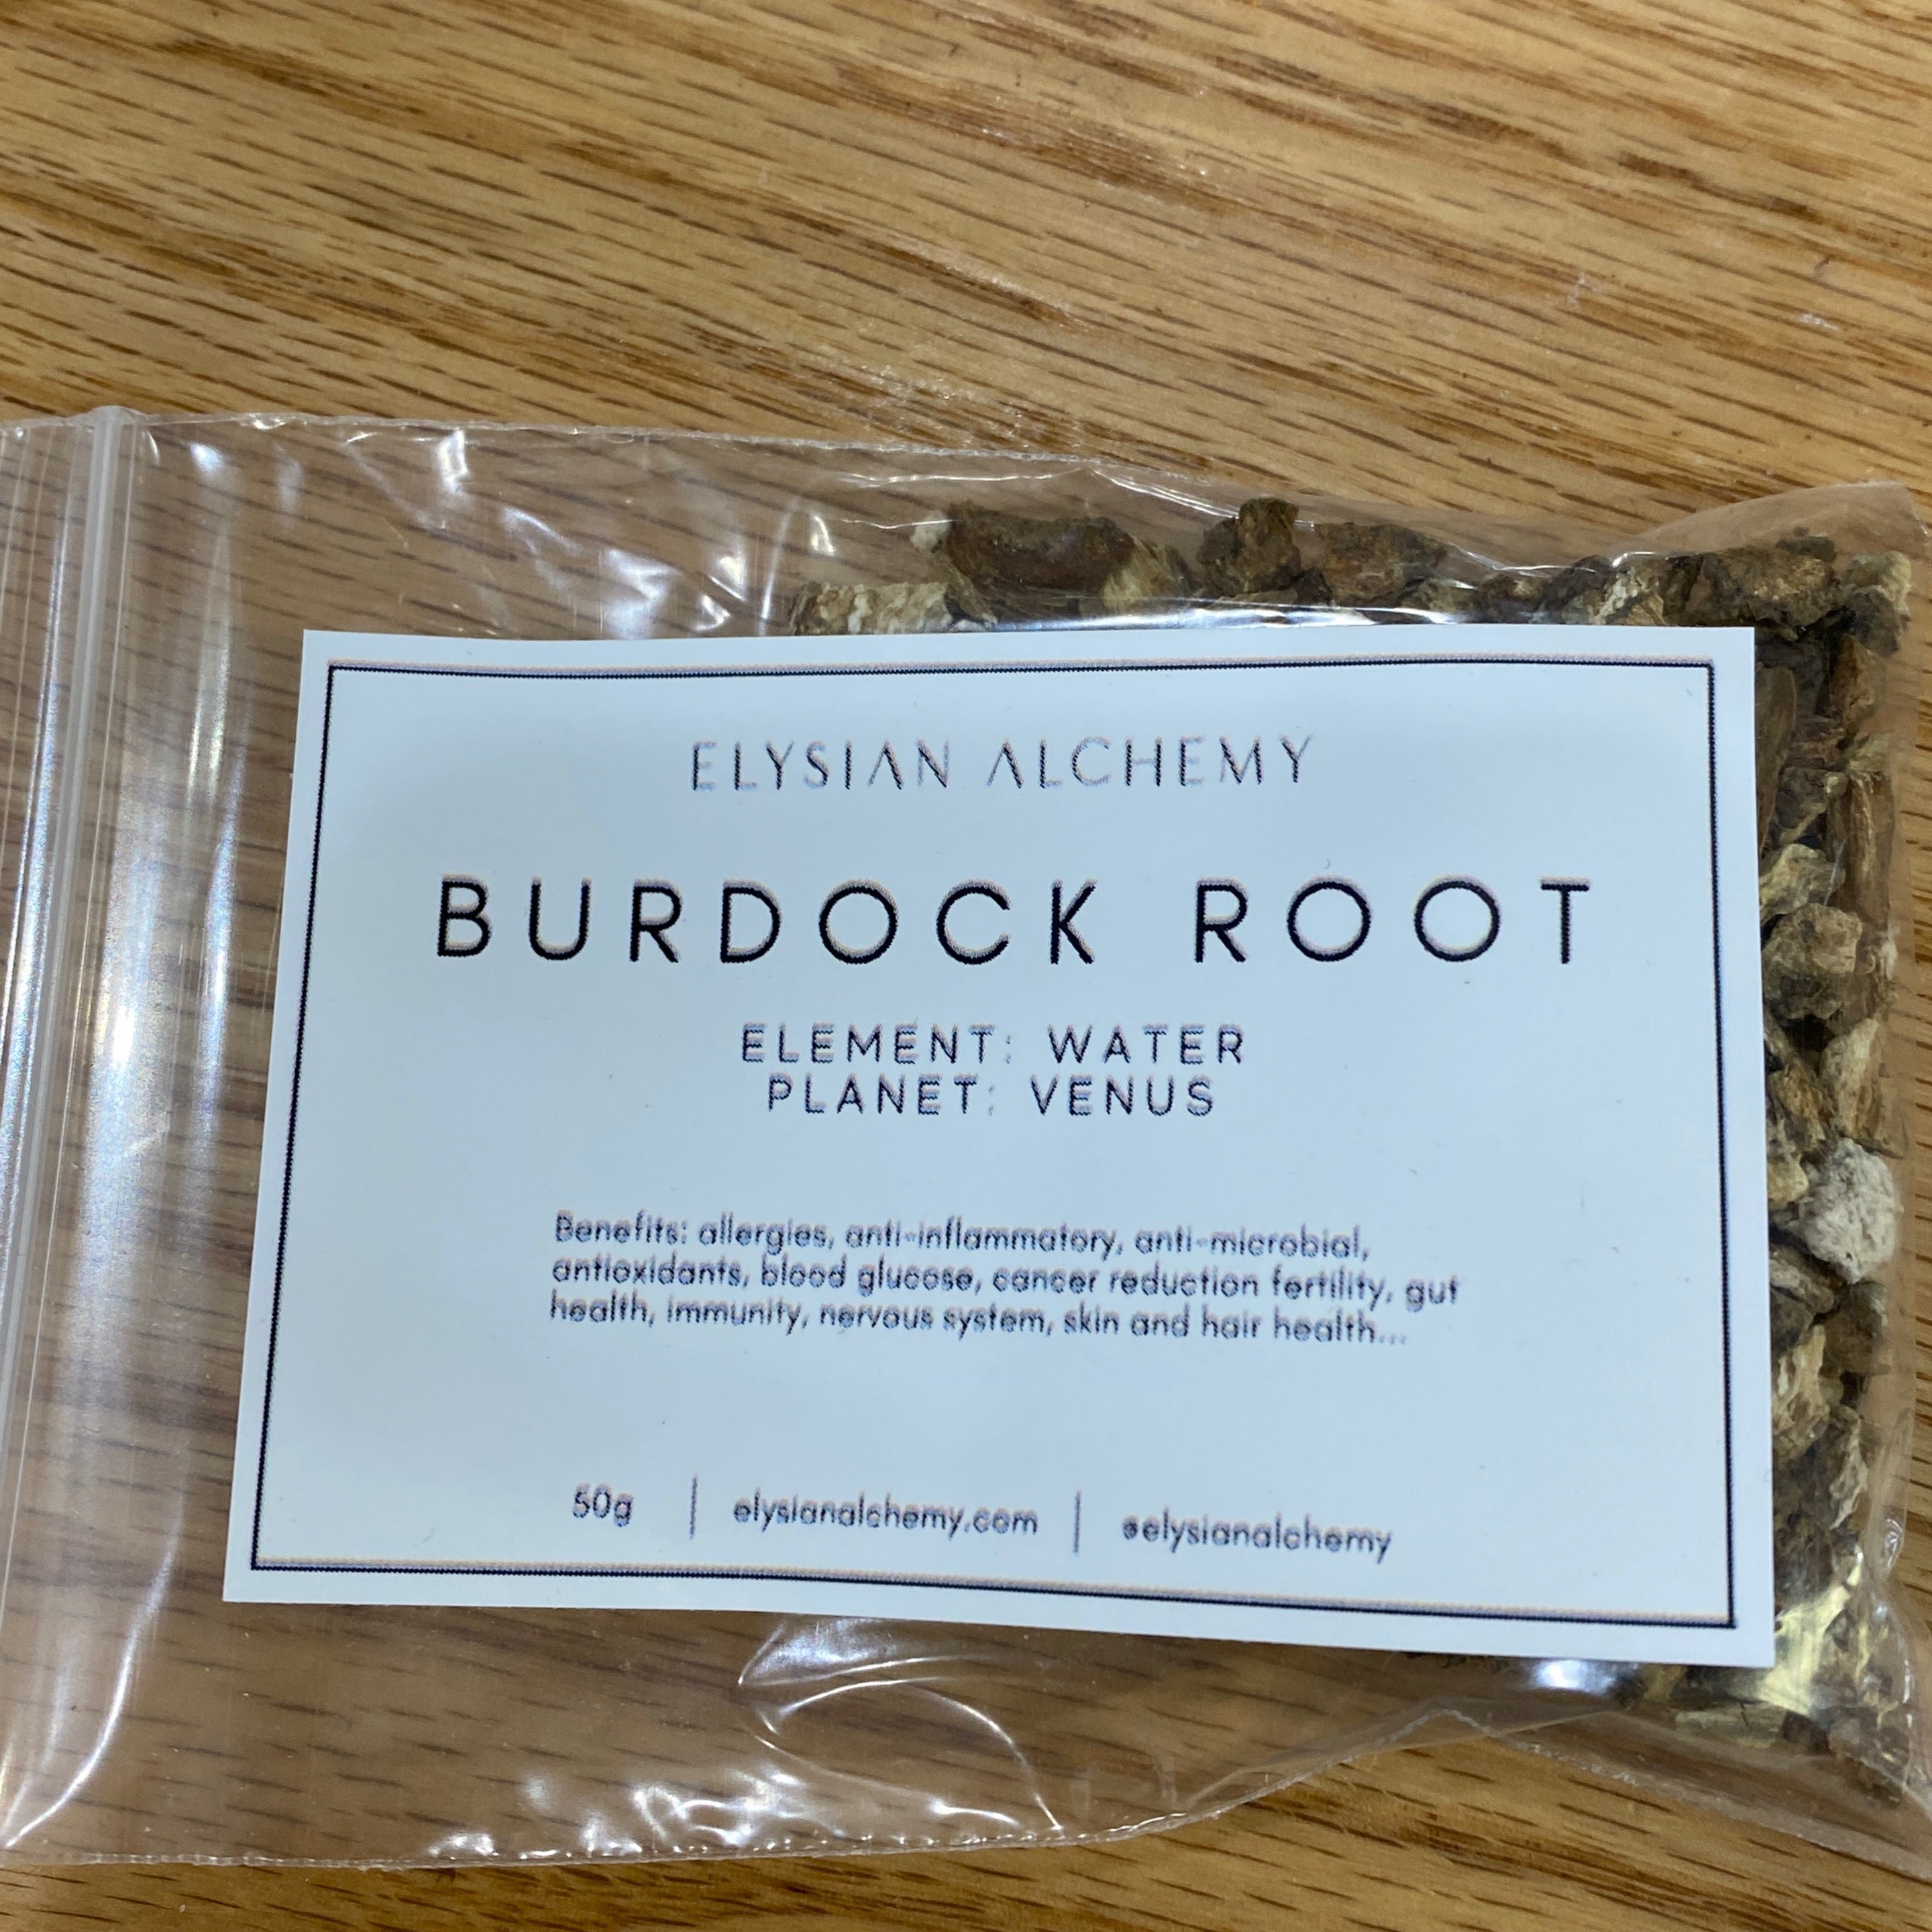 ELYSIAN ALCHEMY
BURDOCK ROOT
ELEMENT: WATER
PLANET: VENUS
Benefits: allergies, anti-inflammatory, anti-microbial,
antioxidants, blood glucose, cancer reduction fertility, gut
health, immunity, nervous system, skin and hair health...
50g | elysianalchemy.com | @elysianalchemy